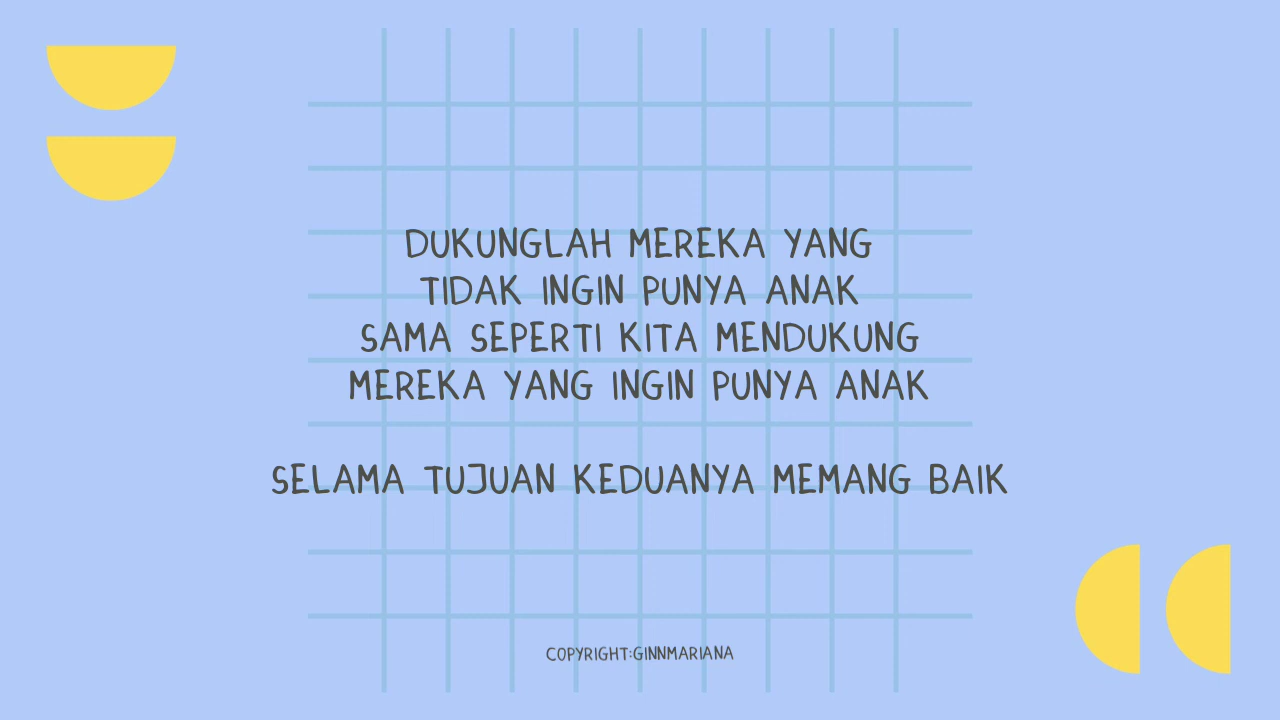 DUKUNGLAH MEREKA YANG
TIDAK INGIN PUNYA ANAK
SAMA SEPERTI KITA MENDUKUNG
MEREKA YANG INGIN PUNYA ANAK
SELAMA TUJUAN KEDUANYA MEMANG BAIK
COPYRIGHT:GINNMARIANA